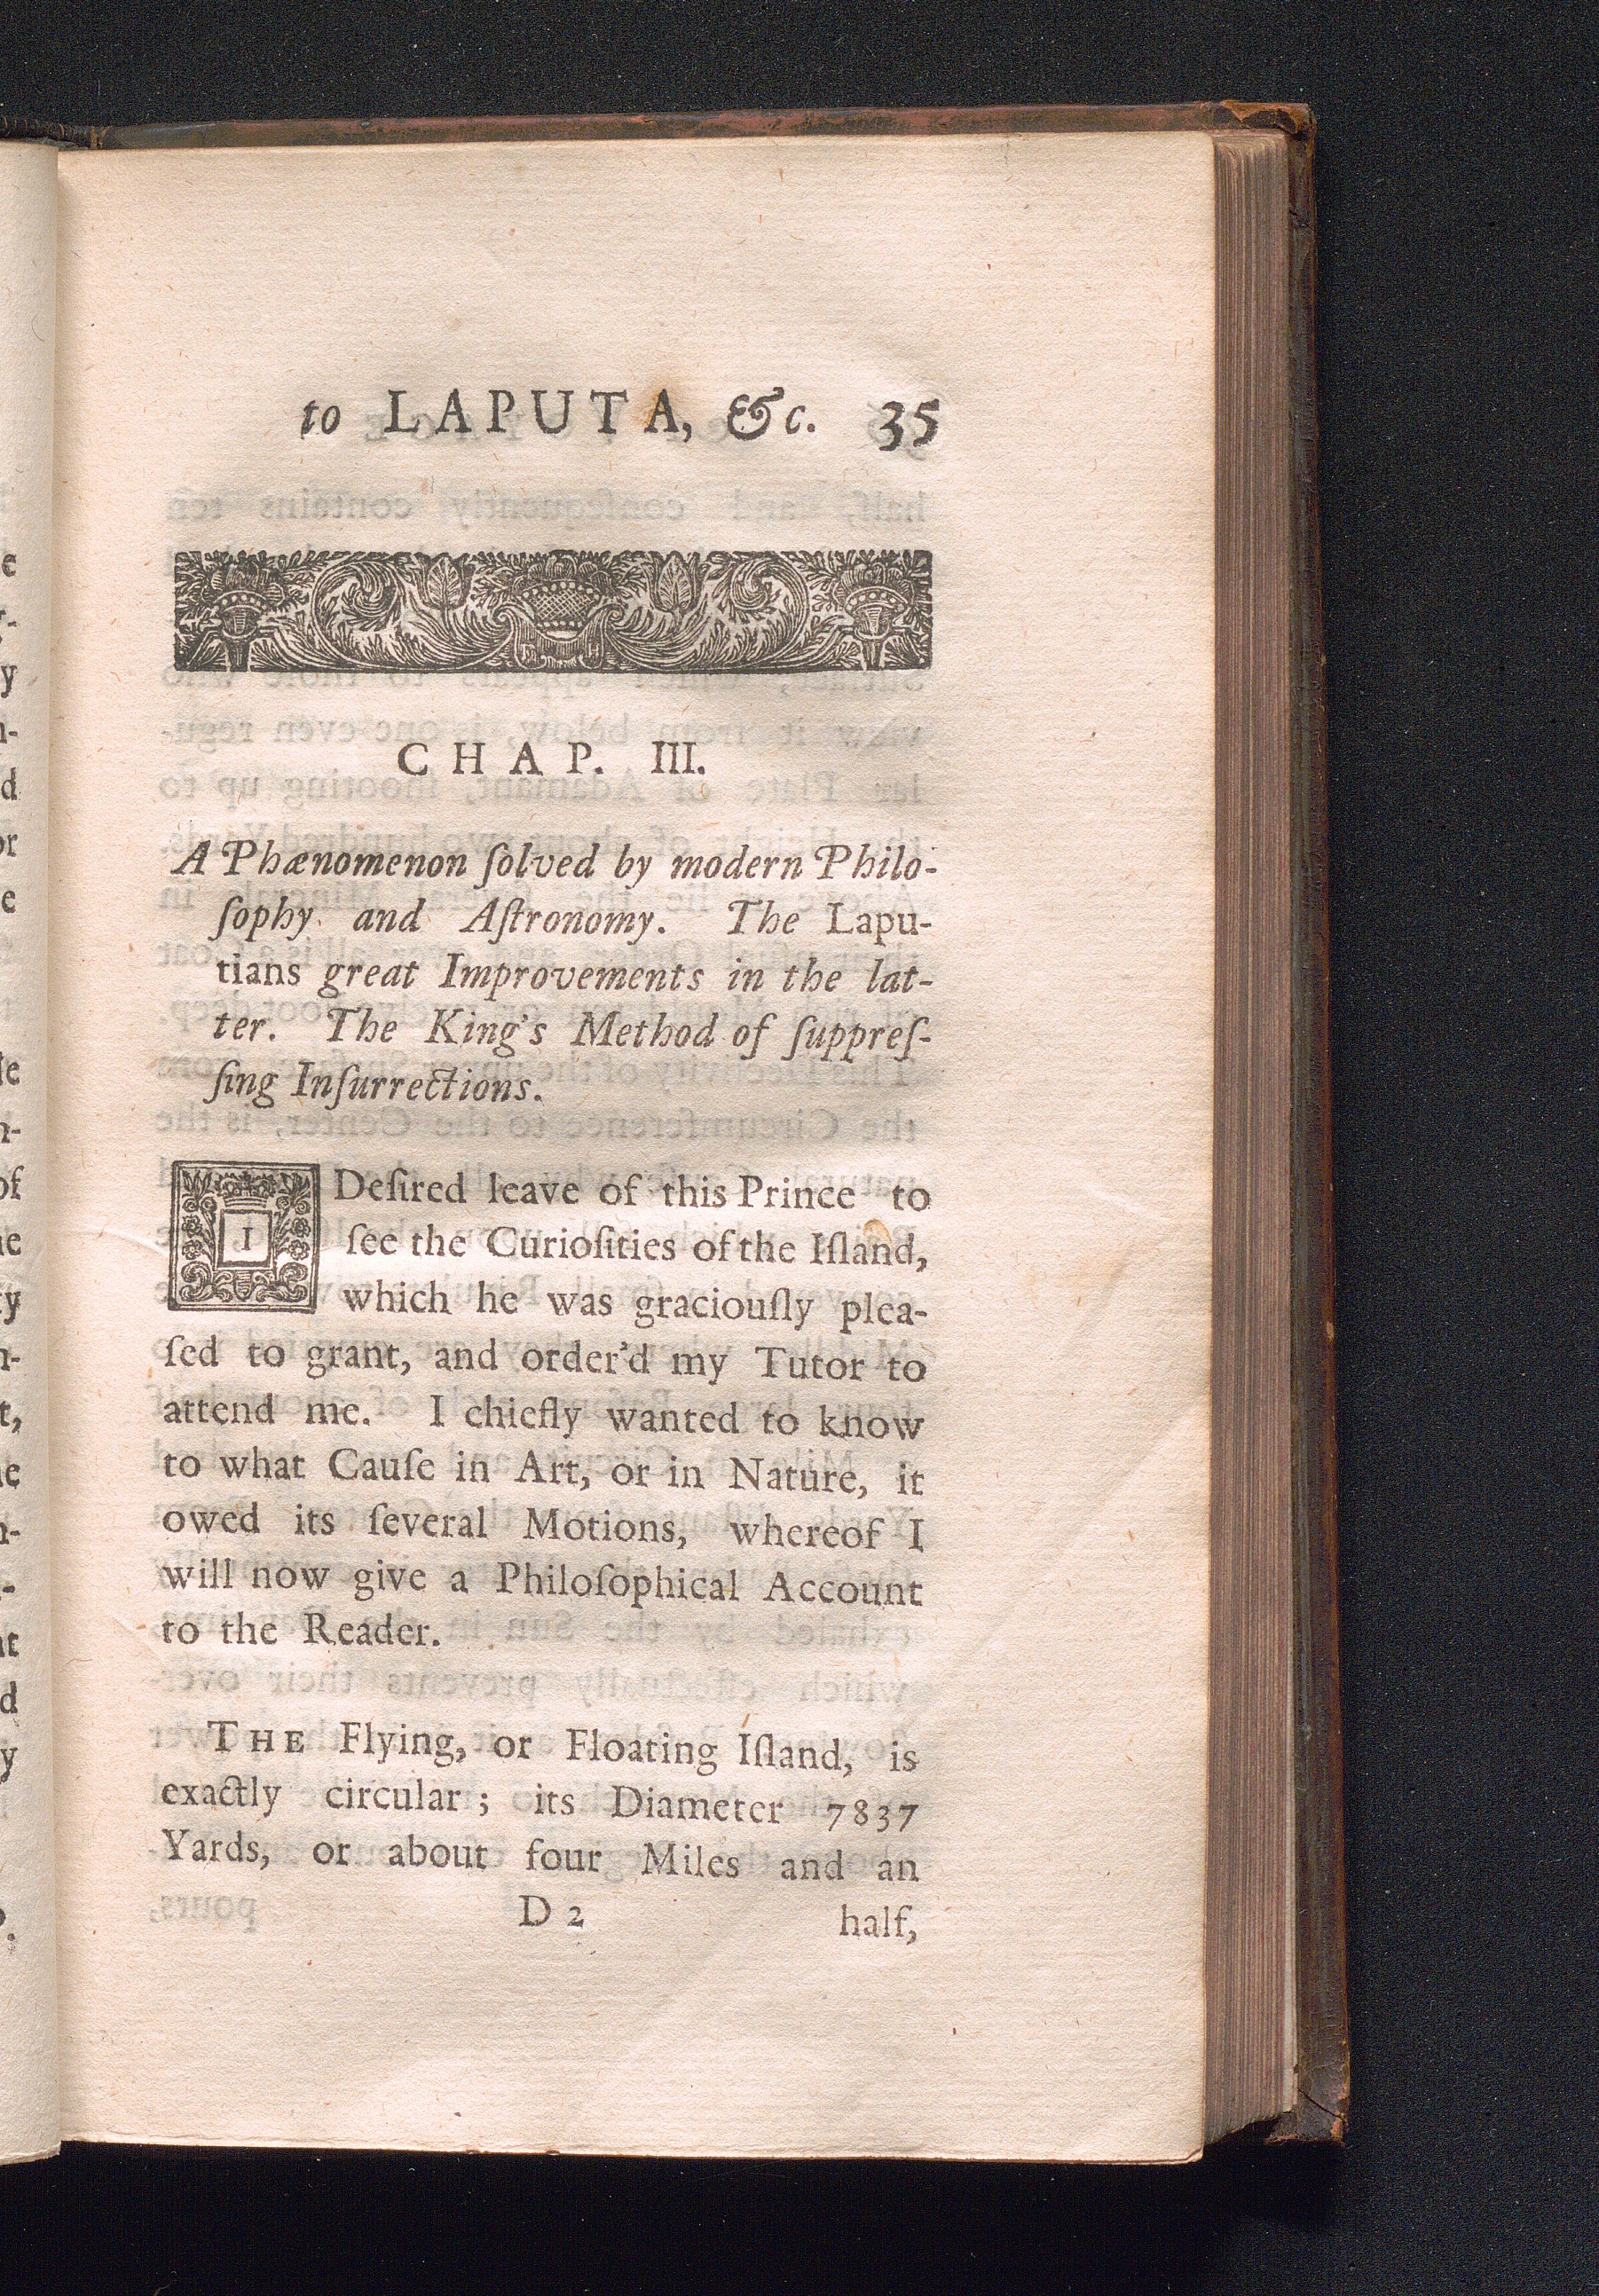 to LAPUTA, &c. 35
CHAP. III.
A Phænomenon ſolved by modern Philo-
ſophy and Aſtronomy. The Lapu-
tians great Improvements in the lat-
ter. The King's Method of ſuppreſ-
ſing Inſurrections.
I Deſired leave of this Prince to
ſee the Curioſities of the Iſland,
which he was graciouſly plea-
ſed to grant, and order'd my Tutor to
attend me. I chiefly wanted to know
to what Cauſe in Art, or in Nature, it
owed its ſeveral Motions, whereof I
will now give a Philoſophical Account
to the Reader.
THE Flying, or Floating Iſland, is
exactly circular; its Diameter 7837
Yards, or about four Miles and an
D 2 half,